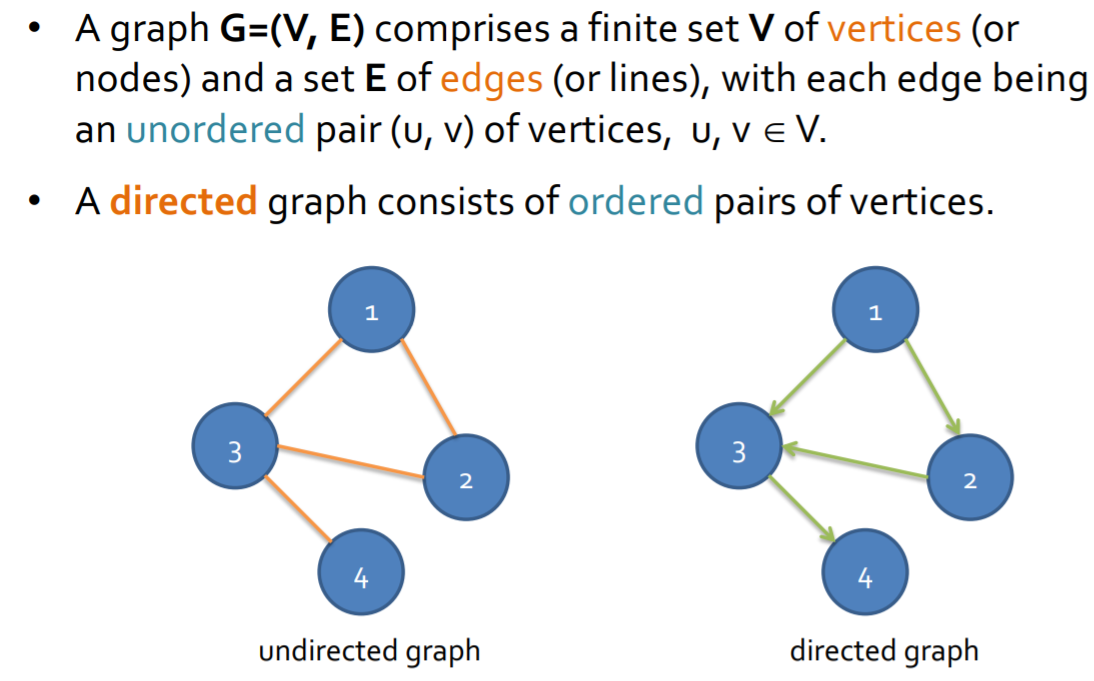 • A graph G=(V, E) comprises a finite set V of vertices (or
nodes) and a set E of edges (or lines), with each edge being
an unordered pair (u, v) of vertices, u, v ∈ V.
• A directed graph consists of ordered pairs of vertices.
1
3
2
4
undirected graph
1
3
2
4
directed graph